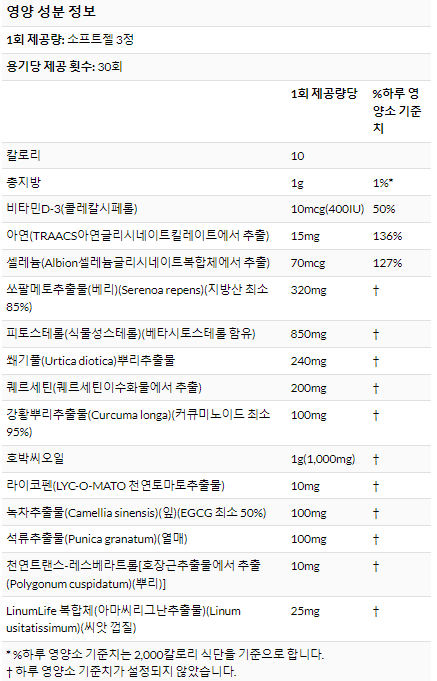 영양 성분 정보
1회 제공량: 소프트젤 3정
용기당 제공 횟수: 30회
1회 제공량당 %하루 영
양소 기준
치
칼로리 10
총지방 1g 1%*
비타민D-3(콜레칼시페롤) 10mcg(400IU) 50%
아연(TRAACS아연글리시네이트킬레이트에서 추출) 15mg 136%
셀레늄(Albion셀레늄글리시네이트복합체에서 추출) 70mcg 127%
쏘팔메토추출물(베리)(Serenoa repens)(지방산 최소 320mg †
85%)
피토스테롤(식물성스테롤)(베타시토스테롤 함유) 850mg †
쐐기풀(Urtica diotica)뿌리추출물 240mg †
퀘르세틴(퀘르세틴이수화물에서 추출) 200mg †
강황뿌리추출물(Curcuma longa)(커큐미노이드 최소 100mg †
95%)
호박씨오일 1g(1,000mg) †
라이코펜(LYC-O-MATO 천연토마토추출물) 10mg †
녹차추출물(Camellia sinensis)(잎)(EGCG 최소 50%) 100mg †
석류추출물(Punica granatum)(열매) 100mg †
천연트랜스-레스베라트롤[호장근추출물에서 추출 10mg †
(Polygonum cuspidatum)(뿌리)]
LinumLife 복합체(아마씨리그난추출물)(Linum 25mg †
usitatissimum)(씨앗 껍질)
* %하루 영양소 기준치는 2,000칼로리 식단을 기준으로 합니다.
† 하루 영양소 기준치가 설정되지 않았습니다.